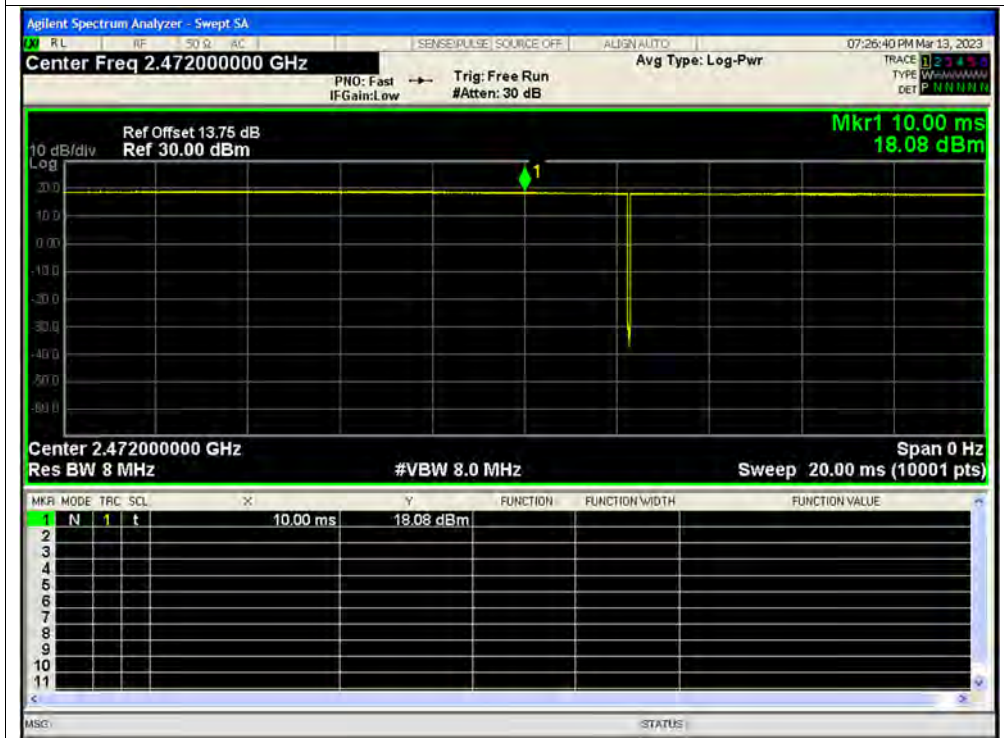 Agilent Spectrum Analyzer - Swept SA
RL RF 50 Ω AC SENSE:PULSE SOURCE OFF ALIGN AUTO 07:26:40 PM Mar 13, 2023
Center Freq 2.472000000 GHz
PNO: Fast Trig: Free Run
IFGain:Low #Atten: 30 dB
Avg Type: Log-Pwr
TRACE 1 2 3 4 5 6
TYPE W
DET P N N N N N
Mkr1 10.00 ms
18.08 dBm
Ref Offset 13.75 dB
10 dB/div Ref 30.00 dBm
Log
1
20.0
10.0
0.00
-10.0
-20.0
-30.0
-40.0
-50.0
-60.0
Center 2.472000000 GHz Span 0 Hz
Res BW 8 MHz #VBW 8.0 MHz Sweep 20.00 ms (10001 pts)
MKR MODE TRC SCL X Y FUNCTION FUNCTION WIDTH FUNCTION VALUE
1 N 1 t 10.00 ms 18.08 dBm
2
3
4
5
6
7
8
9
10
11
MSG STATUS